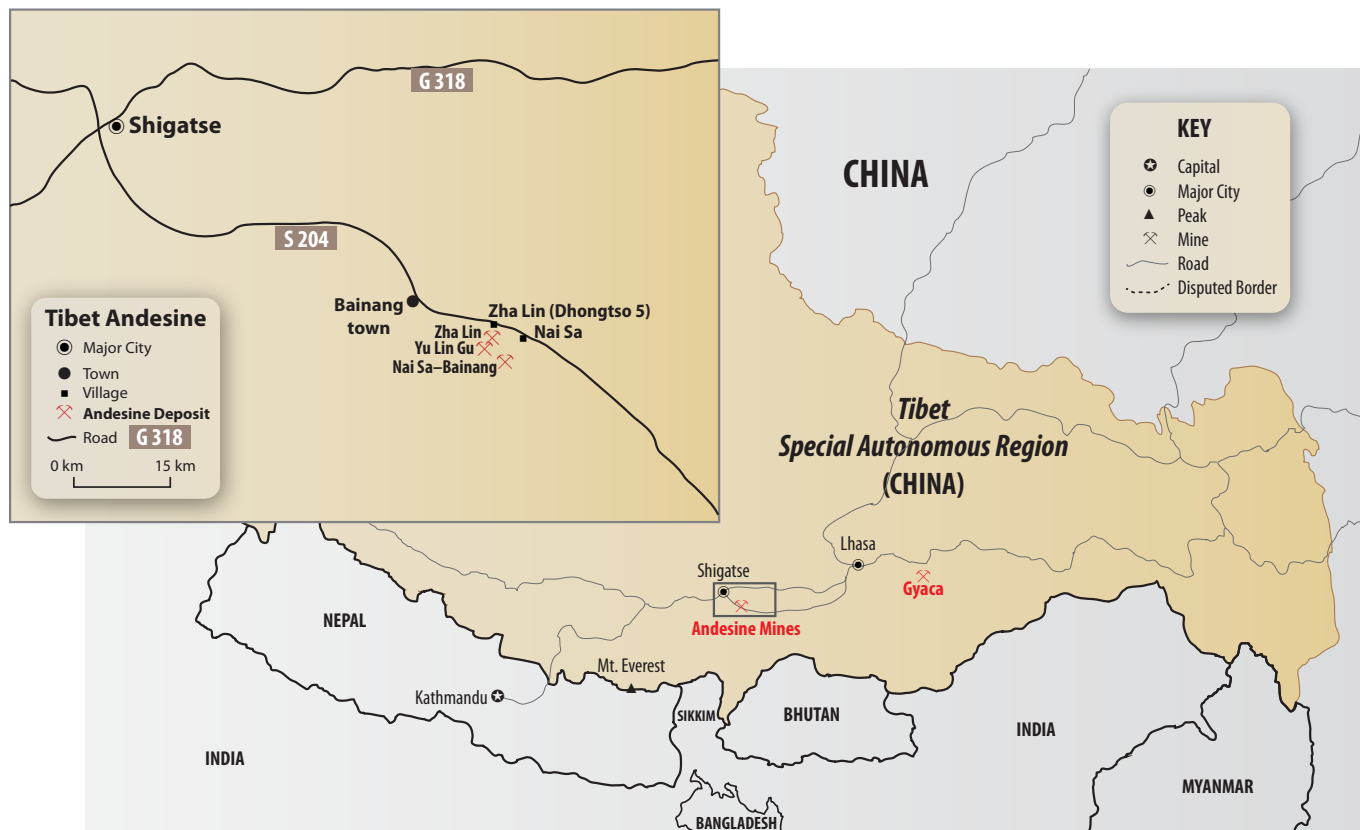 G 318
Shigatse
S 204
Bainang
town
Zha Lin (Dhongtso 5)
Zha Lin
Nai Sa
Yu Lin Gu
Nai Sa–Bainang
Tibet Andesine
Major City
Town
Village
Andesine Deposit
Road G 318
0 km 15 km
CHINA
KEY
Capital
Major City
Peak
Mine
Road
Disputed Border
Tibet
Special Autonomous Region
(CHINA)
Lhasa
Shigatse
Gyaca
Andesine Mines
NEPAL
Mt. Everest
Kathmandu
SIKKIM
BHUTAN
INDIA
INDIA
MYANMAR
BANGLADESH